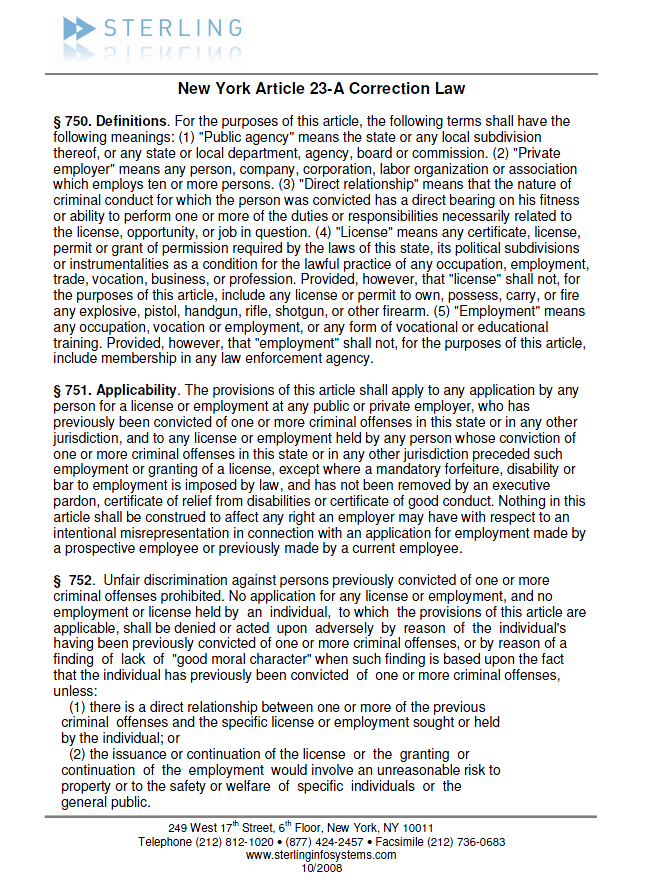 STERLING
New York Article 23-A Correction Law
§ 750. Definitions. For the purposes of this article, the following terms shall have the
following meanings: (1) "Public agency" means the state or any local subdivision
thereof, or any state or local department, agency, board or commission. (2) "Private
employer" means any person, company, corporation, labor organization or association
which employs ten or more persons. (3) "Direct relationship" means that the nature of
criminal conduct for which the person was convicted has a direct bearing on his fitness
or ability to perform one or more of the duties or responsibilities necessarily related to
the license, opportunity, or job in question. (4) "License" means any certificate, license,
permit or grant of permission required by the laws of this state, its political subdivisions
or instrumentalities as a condition for the lawful practice of any occupation, employment,
trade, vocation, business, or profession. Provided, however, that "license" shall not, for
the purposes of this article, include any license or permit to own, possess, carry, or fire
any explosive, pistol, handgun, rifle, shotgun, or other firearm. (5) "Employment" means
any occupation, vocation or employment, or any form of vocational or educational
training. Provided, however, that "employment" shall not, for the purposes of this article,
include membership in any law enforcement agency.
§ 751. Applicability. The provisions of this article shall apply to any application by any
person for a license or employment at any public or private employer, who has
previously been convicted of one or more criminal offenses in this state or in any other
jurisdiction, and to any license or employment held by any person whose conviction of
one or more criminal offenses in this state or in any other jurisdiction preceded such
employment or granting of a license, except where a mandatory forfeiture, disability or
bar to employment is imposed by law, and has not been removed by an executive
pardon, certificate of relief from disabilities or certificate of good conduct. Nothing in this
article shall be construed to affect any right an employer may have with respect to an
intentional misrepresentation in connection with an application for employment made by
a prospective employee or previously made by a current employee.
§ 752. Unfair discrimination against persons previously convicted of one or more
criminal offenses prohibited. No application for any license or employment, and no
employment or license held by an individual, to which the provisions of this article are
applicable, shall be denied or acted upon adversely by reason of the individual's
having been previously convicted of one or more criminal offenses, or by reason of a
finding of lack of "good moral character" when such finding is based upon the fact
that the individual has previously been convicted of one or more criminal offenses,
unless:
(1) there is a direct relationship between one or more of the previous
criminal offenses and the specific license or employment sought or held
by the individual; or
(2) the issuance or continuation of the license or the granting or
continuation of the employment would involve an unreasonable risk to
property or to the safety or welfare of specific individuals or the
general public.
249 West 17th Street, 6th Floor, New York, NY 10011
Telephone (212) 812-1020 • (877) 424-2457 • Facsimile (212) 736-0683
www.sterlinginfosystems.com
10/2008